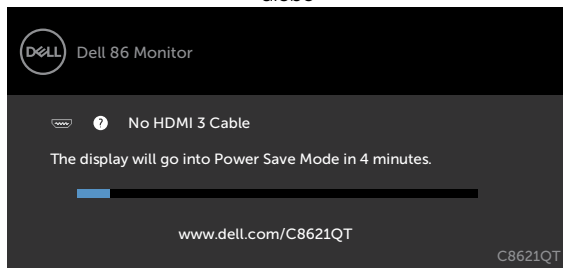 DELL
Dell 86 Monitor
? No HDMI 3 Cable
The display will go into Power Save Mode in 4 minutes.
www.dell.com/C8621QT
C8621QT